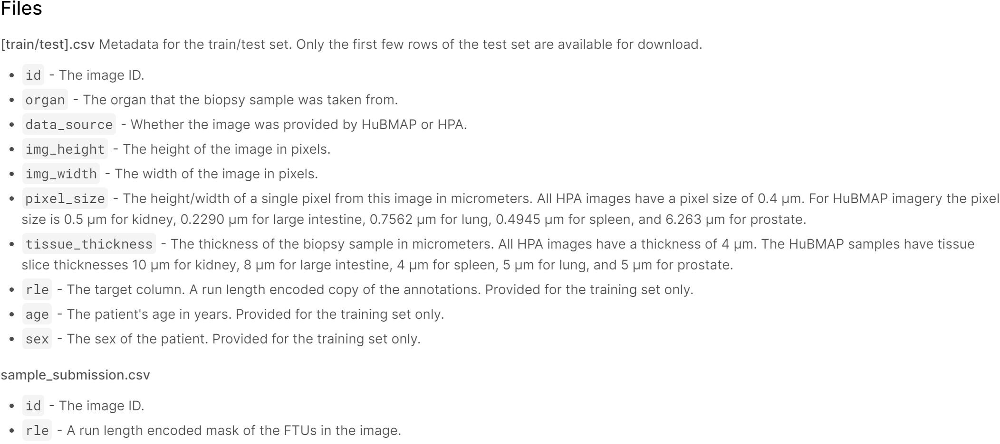 Files
[train/test].csv Metadata for the train/test set. Only the first few rows of the test set are available for download.
• id - The image ID.
• organ - The organ that the biopsy sample was taken from.
• data_source - Whether the image was provided by HuBMAP or HPA.
• img_height - The height of the image in pixels.
• img_width - The width of the image in pixels.
• pixel_size - The height/width of a single pixel from this image in micrometers. All HPA images have a pixel size of 0.4 µm. For HuBMAP imagery the pixel
size is 0.5 µm for kidney, 0.2290 µm for large intestine, 0.7562 µm for lung, 0.4945 µm for spleen, and 6.263 µm for prostate.
• tissue_thickness - The thickness of the biopsy sample in micrometers. All HPA images have a thickness of 4 µm. The HuBMAP samples have tissue
slice thicknesses 10 µm for kidney, 8 µm for large intestine, 4 µm for spleen, 5 µm for lung, and 5 µm for prostate.
• rle - The target column. A run length encoded copy of the annotations. Provided for the training set only.
• age - The patient's age in years. Provided for the training set only.
• sex - The sex of the patient. Provided for the training set only.
sample_submission.csv
• id - The image ID.
• rle - A run length encoded mask of the FTUs in the image.